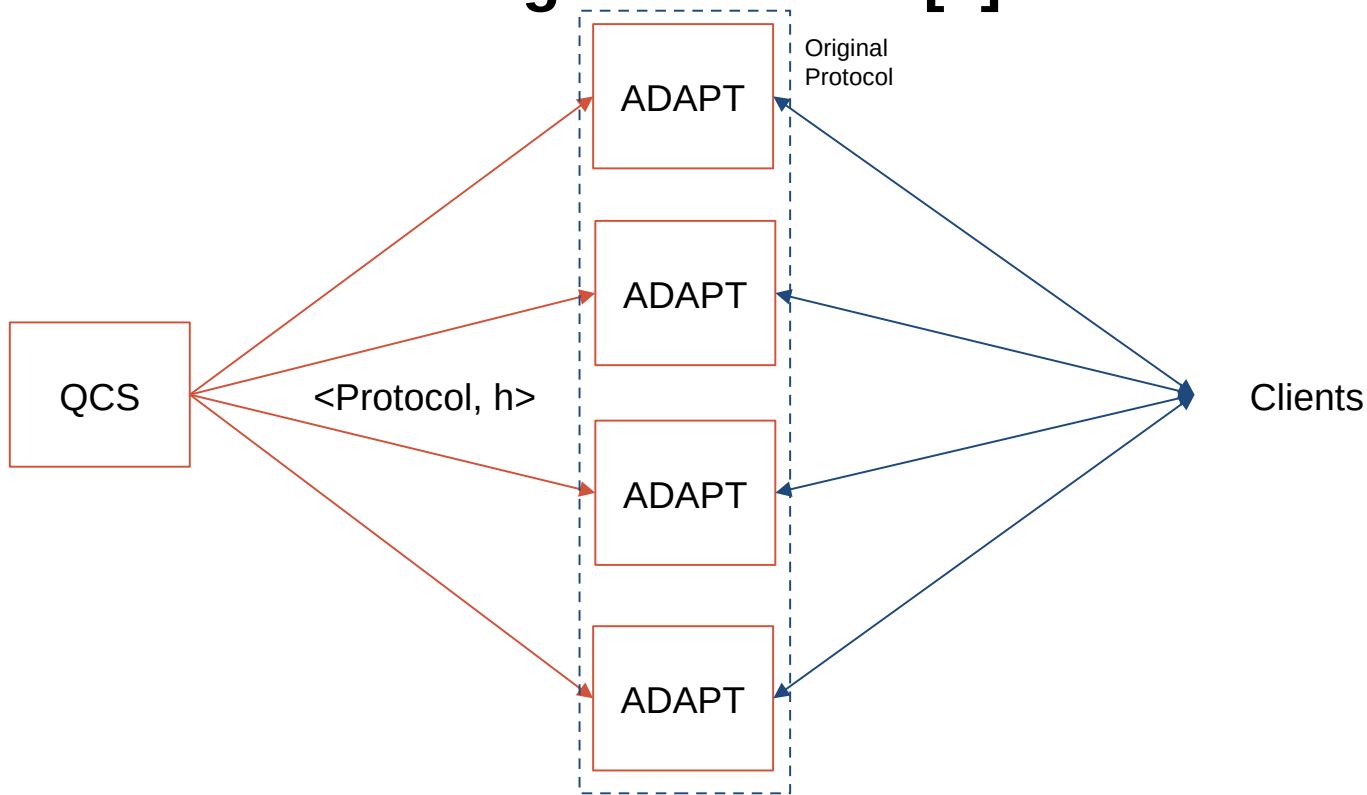 Original
Protocol
ADAPT
ADAPT
QCS
<Protocol, h>
Clients
ADAPT
ADAPT